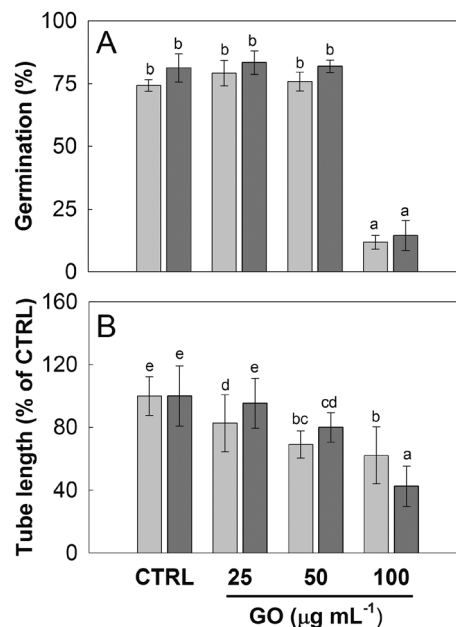 A
Germination (%)
100
75
50
25
0
b b b b b b a a
B
Tube length (% of CTRL)
160
120
80
40
0
e e d e bc cd b a
CTRL 25 50 100
GO (μg mL⁻¹)